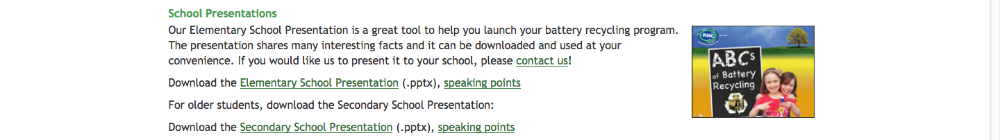 School Presentations
Our Elementary School Presentation is a great tool to help you launch your battery recycling program.
The presentation shares many interesting facts and it can be downloaded and used at your
convenience. If you would like us to present it to your school, please contact us!
Download the Elementary School Presentation (.pptx), speaking points
For older students, download the Secondary School Presentation:
Download the Secondary School Presentation (.pptx), speaking points
RMC
ABCs
of Battery
Recycling